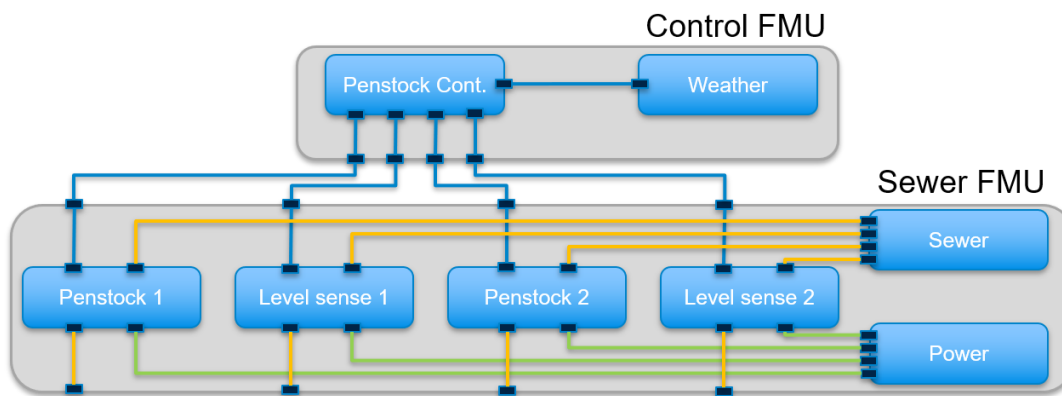 Control FMU
Penstock Cont.
Weather
Sewer FMU
Sewer
Penstock 1
Level sense 1
Penstock 2
Level sense 2
Power